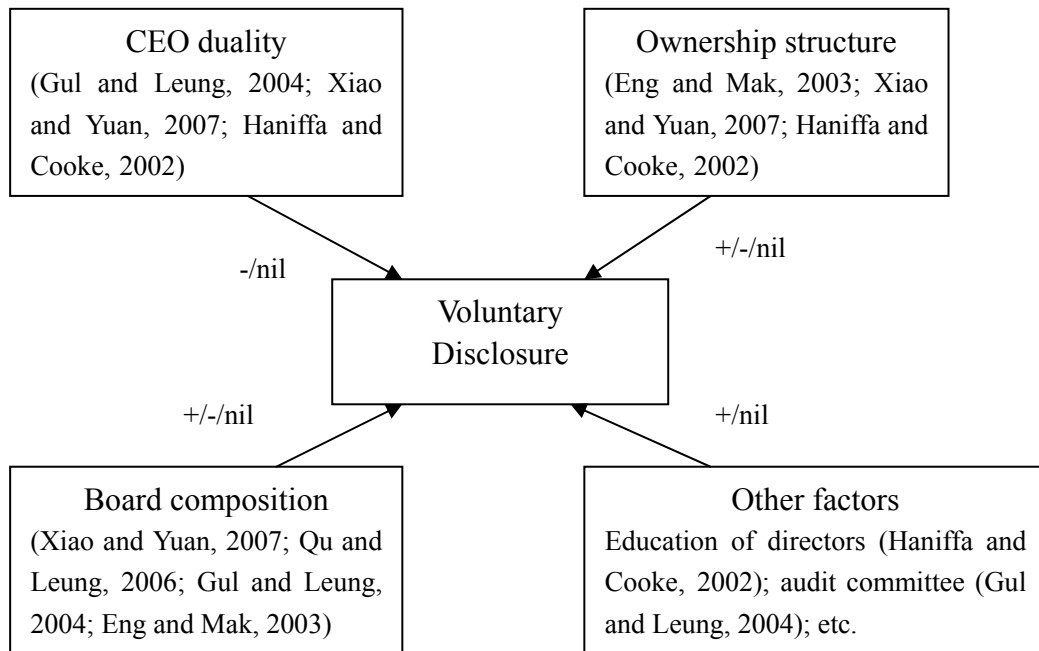 CEO duality
(Gul and Leung, 2004; Xiao
and Yuan, 2007; Haniffa and
Cooke, 2002)
Ownership structure
(Eng and Mak, 2003; Xiao
and Yuan, 2007; Haniffa and
Cooke, 2002)
-/nil
+/-/nil
Voluntary
Disclosure
+/-/nil
+/nil
Board composition
(Xiao and Yuan, 2007; Qu and
Leung, 2006; Gul and Leung,
2004; Eng and Mak, 2003)
Other factors
Education of directors (Haniffa and
Cooke, 2002); audit committee (Gul
and Leung, 2004); etc.